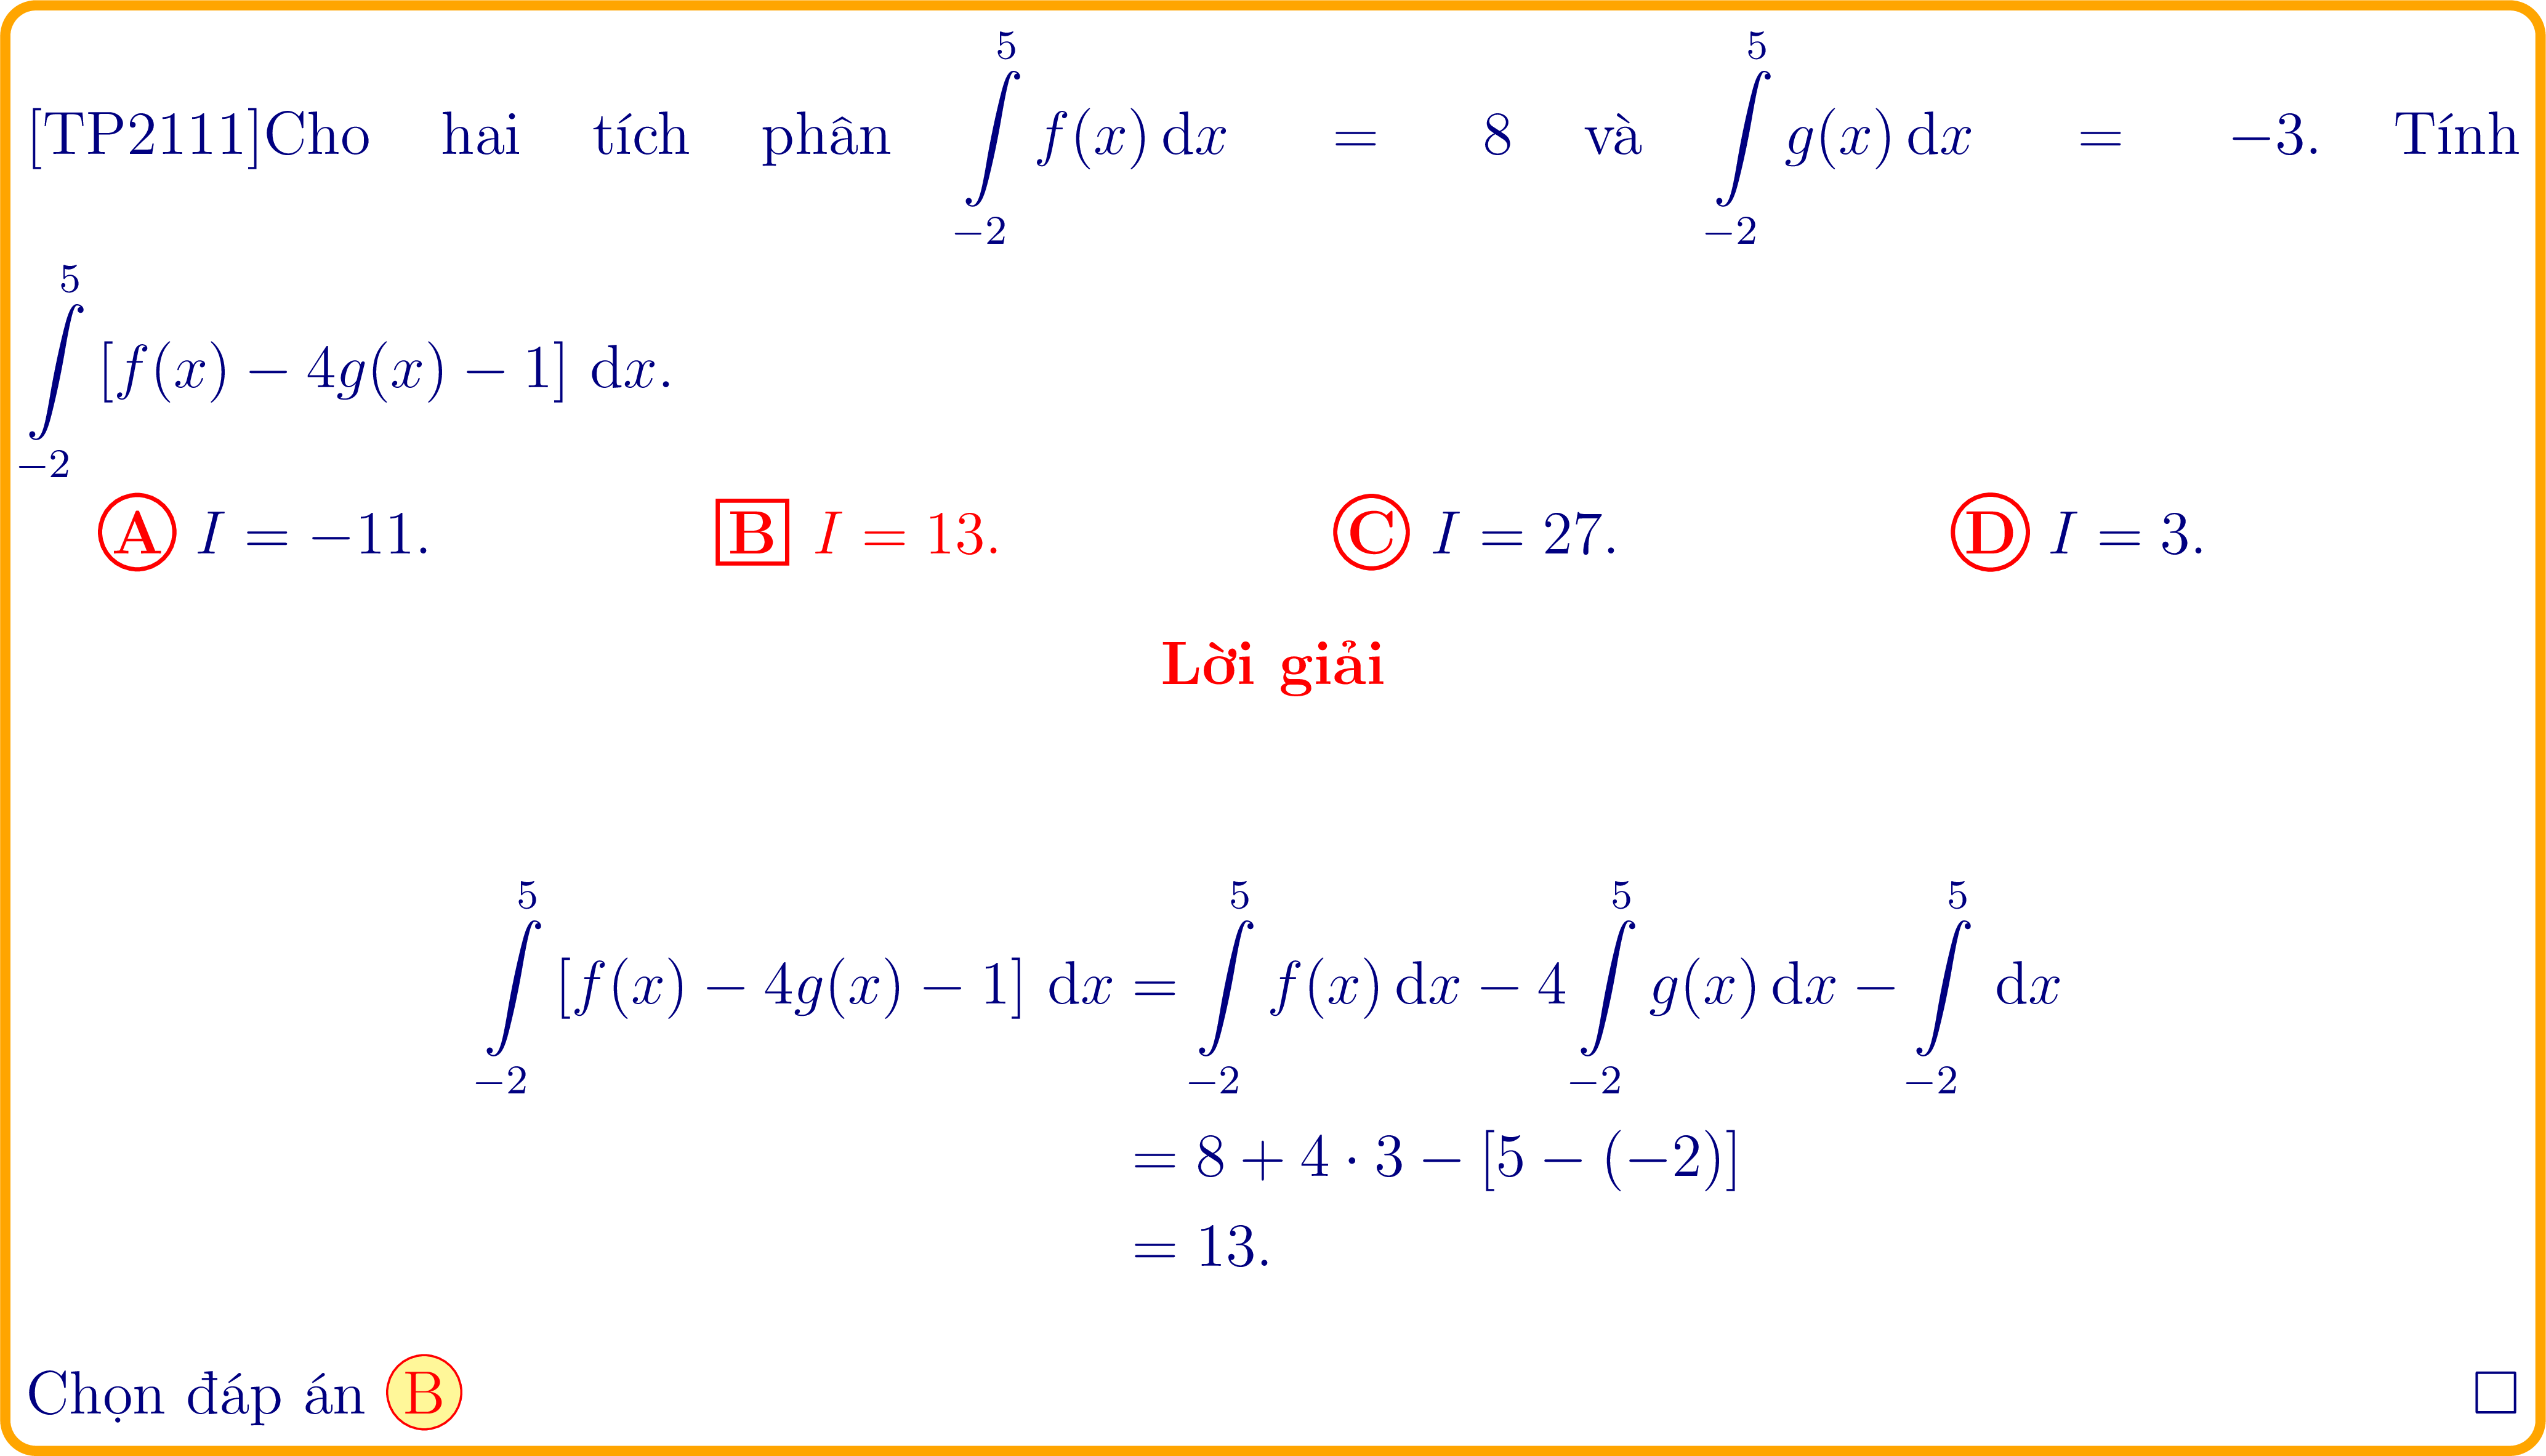 [TP2111]Cho hai tích phân $\int\limits_{-2}^{5} f(x)\,\mathrm{d}x = 8$ và $\int\limits_{-2}^{5} g(x)\,\mathrm{d}x = -3$. Tính
$\int\limits_{-2}^{5} [f(x) - 4g(x) - 1]\,\mathrm{d}x$.
A $I = -11$. B $I = 13$. C $I = 27$. D $I = 3$.
Lời giải
$\int\limits_{-2}^{5} [f(x) - 4g(x) - 1]\,\mathrm{d}x = \int\limits_{-2}^{5} f(x)\,\mathrm{d}x - 4\int\limits_{-2}^{5} g(x)\,\mathrm{d}x - \int\limits_{-2}^{5} \mathrm{d}x$
$= 8 + 4 \cdot 3 - [5 - (-2)]$
$= 13.$
Chọn đáp án B □